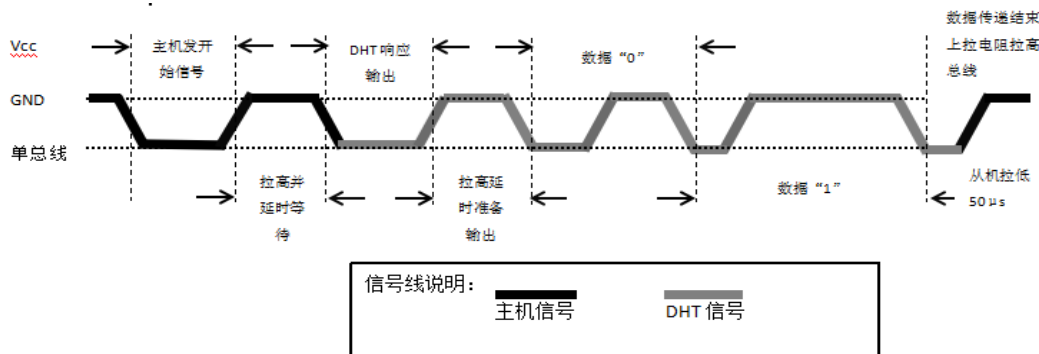 Vcc
GND
单总线
主机发开
始信号
DHT 响应
输出
数据“0”
数据传递结束
上拉电阻拉高
总线
拉高并
延时等
待
拉高延
时准备
输出
数据“1”
从机拉低
50μs
信号线说明：
主机信号
DHT 信号